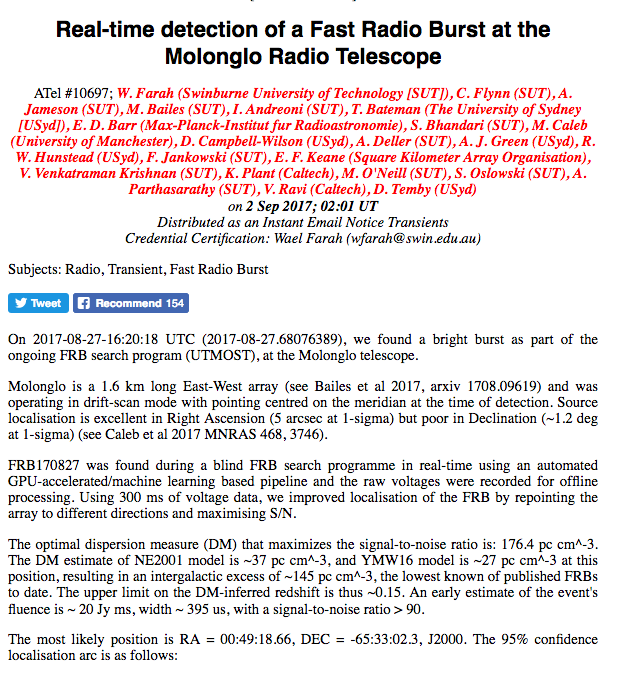 Real-time detection of a Fast Radio Burst at the
Molonglo Radio Telescope
ATel #10697; W. Farah (Swinburne University of Technology [SUT]), C. Flynn (SUT), A.
Jameson (SUT), M. Bailes (SUT), I. Andreoni (SUT), T. Bateman (The University of Sydney
[USyd]), E. D. Barr (Max-Planck-Institut fur Radioastronomie), S. Bhandari (SUT), M. Caleb
(University of Manchester), D. Campbell-Wilson (USyd), A. Deller (SUT), A. J. Green (USyd), R.
W. Hunstead (USyd), F. Jankowski (SUT), E. F. Keane (Square Kilometer Array Organisation),
V. Venkatraman Krishnan (SUT), K. Plant (Caltech), M. O'Neill (SUT), S. Oslowski (SUT), A.
Parthasarathy (SUT), V. Ravi (Caltech), D. Temby (USyd)
on 2 Sep 2017; 02:01 UT
Distributed as an Instant Email Notice Transients
Credential Certification: Wael Farah (wfarah@swin.edu.au)
Subjects: Radio, Transient, Fast Radio Burst
Tweet Recommend 154
On 2017-08-27-16:20:18 UTC (2017-08-27.68076389), we found a bright burst as part of the
ongoing FRB search program (UTMOST), at the Molonglo telescope.
Molonglo is a 1.6 km long East-West array (see Bailes et al 2017, arxiv 1708.09619) and was
operating in drift-scan mode with pointing centred on the meridian at the time of detection. Source
localisation is excellent in Right Ascension (5 arcsec at 1-sigma) but poor in Declination (~1.2 deg
at 1-sigma) (see Caleb et al 2017 MNRAS 468, 3746).
FRB170827 was found during a blind FRB search programme in real-time using an automated
GPU-accelerated/machine learning based pipeline and the raw voltages were recorded for offline
processing. Using 300 ms of voltage data, we improved localisation of the FRB by repointing the
array to different directions and maximising S/N.
The optimal dispersion measure (DM) that maximizes the signal-to-noise ratio is: 176.4 pc cm^-3.
The DM estimate of NE2001 model is ~37 pc cm^-3, and YMW16 model is ~27 pc cm^-3 at this
position, resulting in an intergalactic excess of ~145 pc cm^-3, the lowest known of published FRBs
to date. The upper limit on the DM-inferred redshift is thus ~0.15. An early estimate of the event's
fluence is ~ 20 Jy ms, width ~ 395 us, with a signal-to-noise ratio > 90.
The most likely position is RA = 00:49:18.66, DEC = -65:33:02.3, J2000. The 95% confidence
localisation arc is as follows: